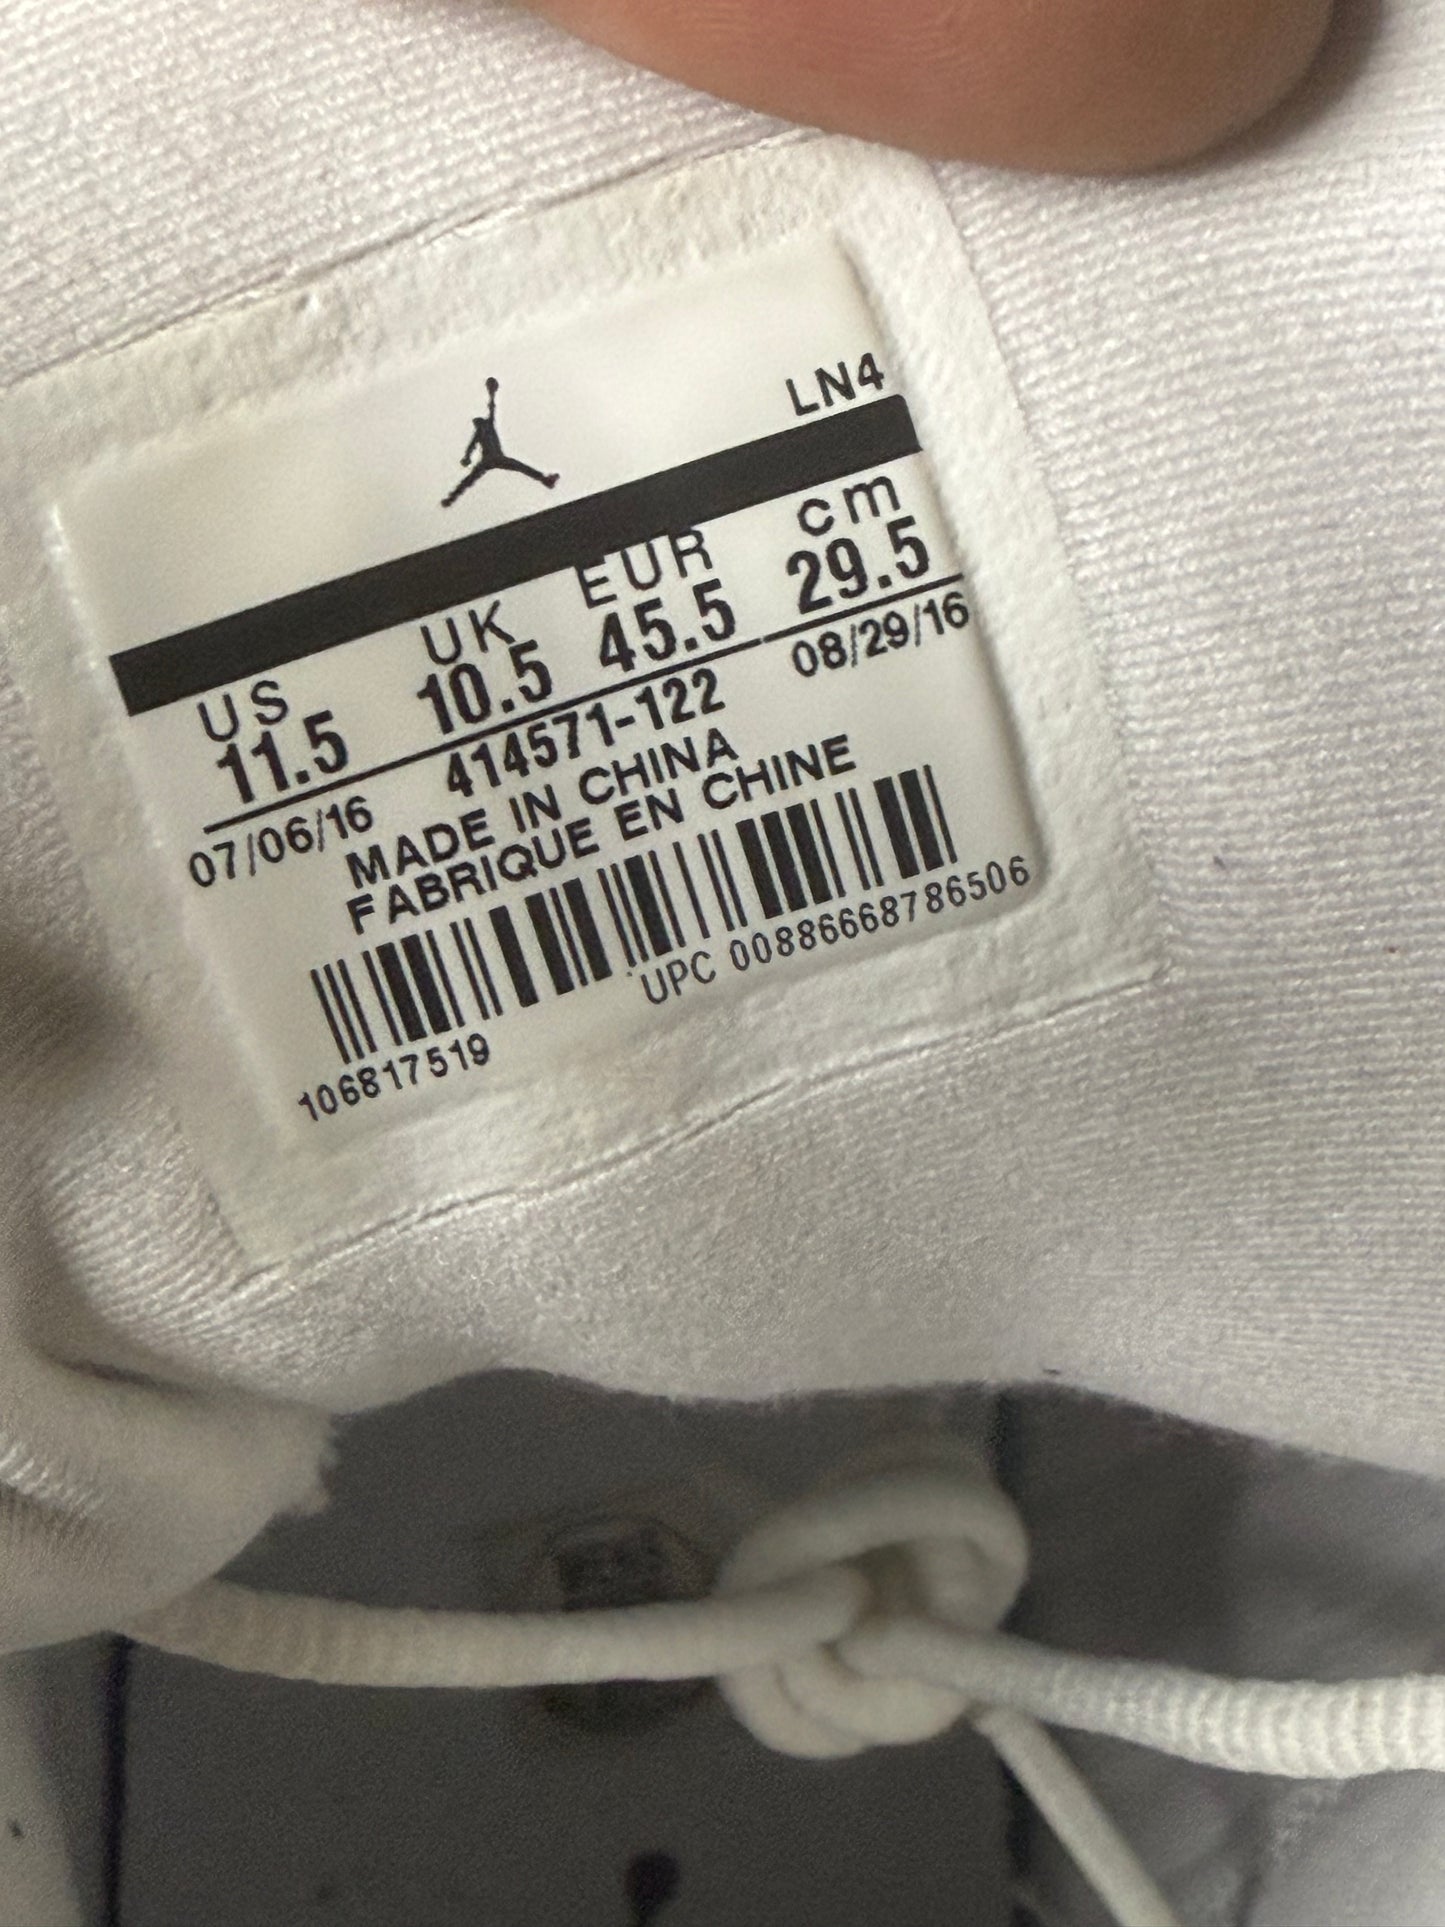 LN4
US UK EUR cm
11.5 10.5 45.5 29.5
07/06/16 414571-122 08/29/16
MADE IN CHINA
FABRIQUE EN CHINE
UPC 00886668786506
106817519